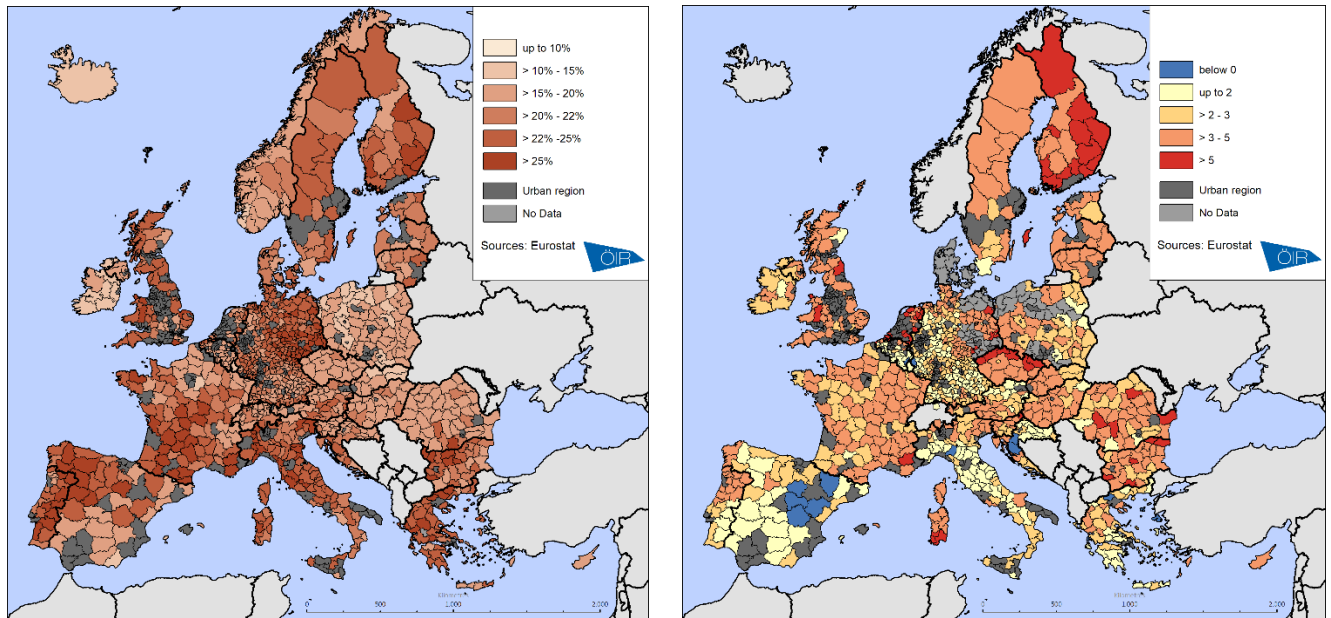 up to 10%
> 10% - 15%
> 15% - 20%
> 20% - 22%
> 22% -25%
> 25%
Urban region
No Data
Sources: Eurostat
ÖIR
Kilometers
0 500 1.000 2.000
below 0
up to 2
> 2 - 3
> 3 - 5
> 5
Urban region
No Data
Sources: Eurostat
ÖIR
Kilometers
0 500 1.000 2.000